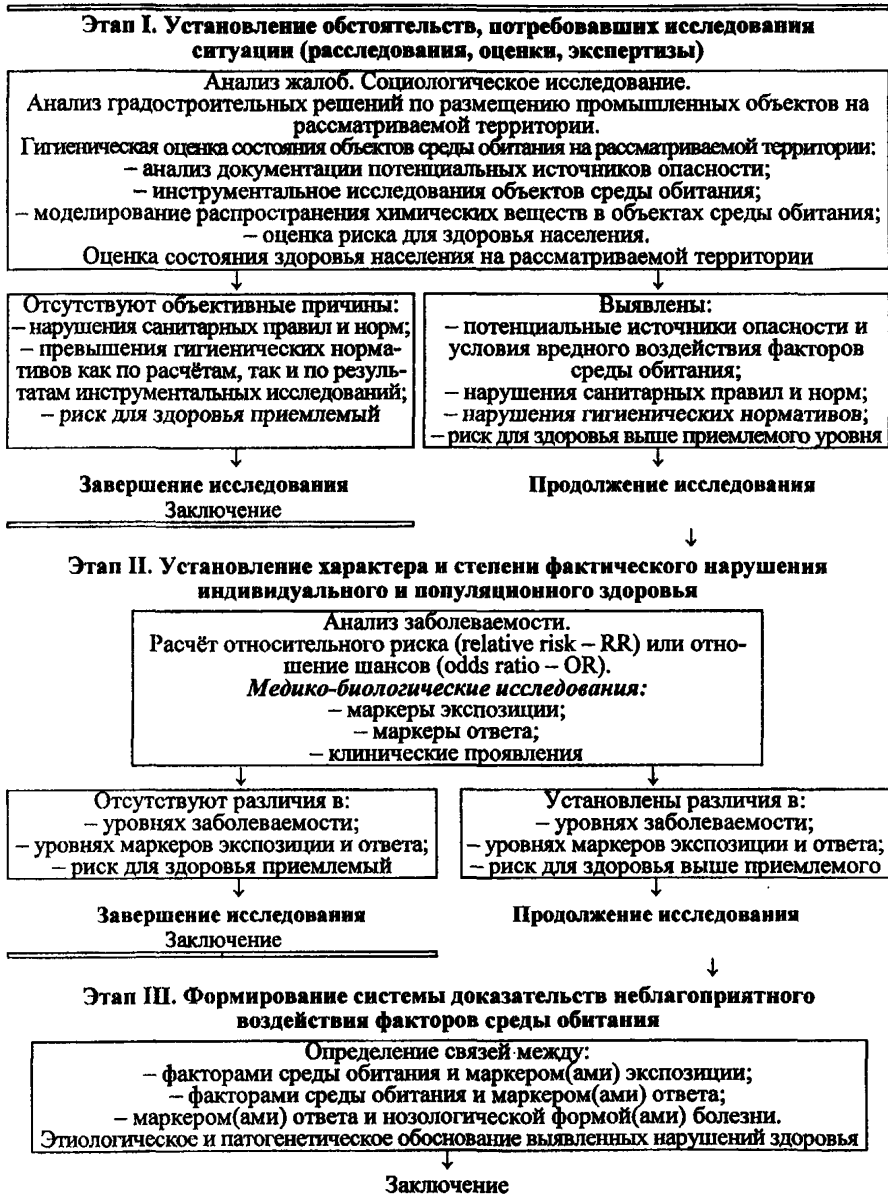 Этап I. Установление обстоятельств, потребовавших исследования
ситуации (расследования, оценки, экспертизы)
Анализ жалоб. Социологическое исследование.
Анализ градостроительных решений по размещению промышленных объектов на
рассматриваемой территории.
Гигиеническая оценка состояния объектов среды обитания на рассматриваемой территории:
– анализ документации потенциальных источников опасности;
– инструментальное исследования объектов среды обитания;
– моделирование распространения химических веществ в объектах среды обитания;
– оценка риска для здоровья населения.
Оценка состояния здоровья населения на рассматриваемой территории
Отсутствуют объективные причины:
– нарушения санитарных правил и норм;
– превышения гигиенических норма-
тивов как по расчётам, так и по резуль-
татам инструментальных исследований;
– риск для здоровья приемлемый
Выявлены:
– потенциальные источники опасности и
условия вредного воздействия факторов
среды обитания;
– нарушения санитарных правил и норм;
– нарушения гигиенических нормативов;
– риск для здоровья выше приемлемого уровня
Завершение исследования
Заключение
Продолжение исследования
Этап II. Установление характера и степени фактического нарушения
индивидуального и популяционного здоровья
Анализ заболеваемости.
Расчёт относительного риска (relative risk – RR) или отно-
шение шансов (odds ratio – OR).
Медико-биологические исследования:
– маркеры экспозиции;
– маркеры ответа;
– клинические проявления
Отсутствуют различия в:
– уровнях заболеваемости;
– уровнях маркеров экспозиции и ответа;
– риск для здоровья приемлемый
Установлены различия в:
– уровнях заболеваемости;
– уровнях маркеров экспозиции и ответа;
– риск для здоровья выше приемлемого
Завершение исследования
Заключение
Продолжение исследования
Этап III. Формирование системы доказательств неблагоприятного
воздействия факторов среды обитания
Определение связей между:
– факторами среды обитания и маркером(ами) экспозиции;
– факторами среды обитания и маркером(ами) ответа;
– маркером(ами) ответа и нозологической формой(ами) болезни.
Этиологическое и патогенетическое обоснование выявленных нарушений здоровья
Заключение